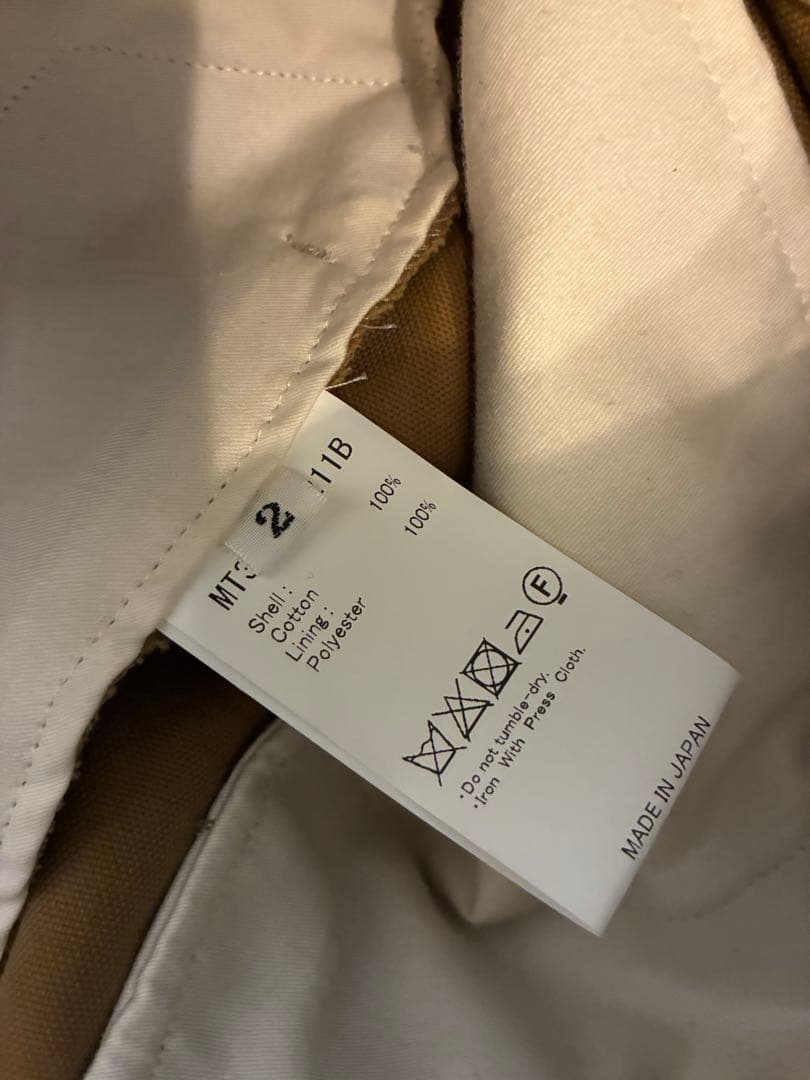 2
11B
Shell :
Cotton 100%
Lining :
Polyester 100%
F
·Do not tumble-dry.
·Iron With Press Cloth.
MADE IN JAPAN